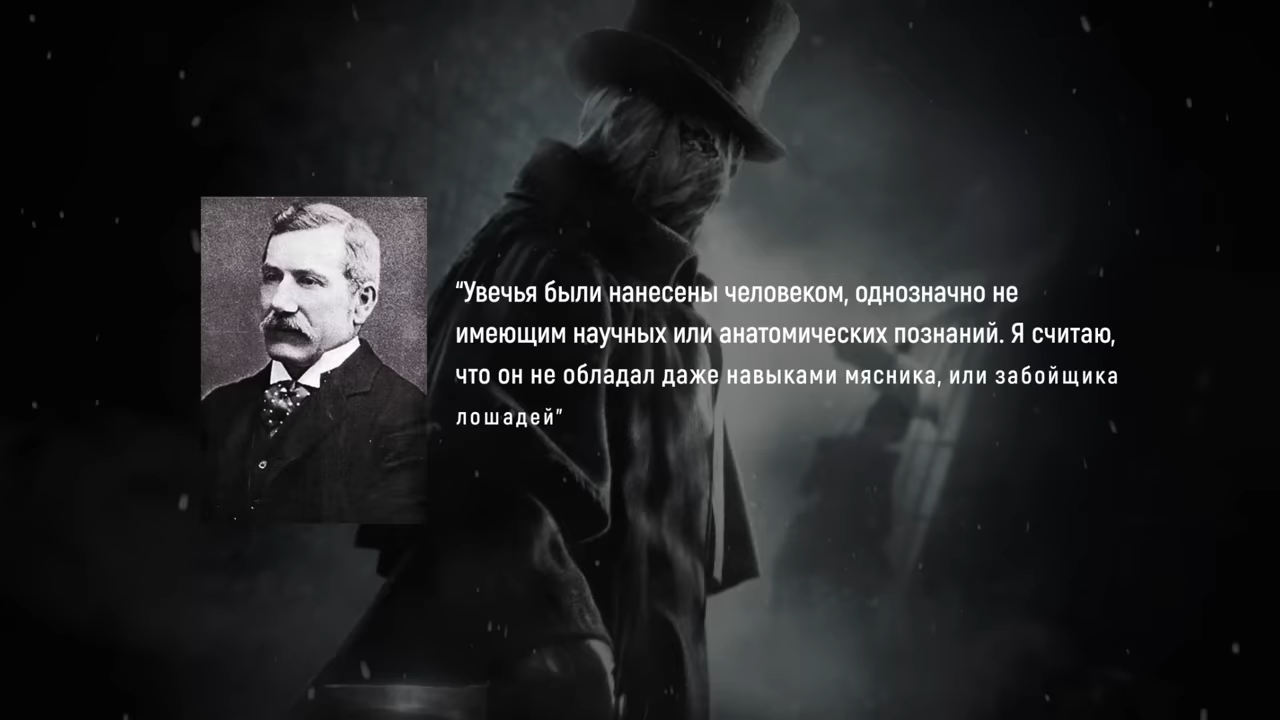 “Увечья были нанесены человеком, однозначно не
имеющим научных или анатомических познаний. Я считаю,
что он не обладал даже навыками мясника, или забойщика
лошадей”